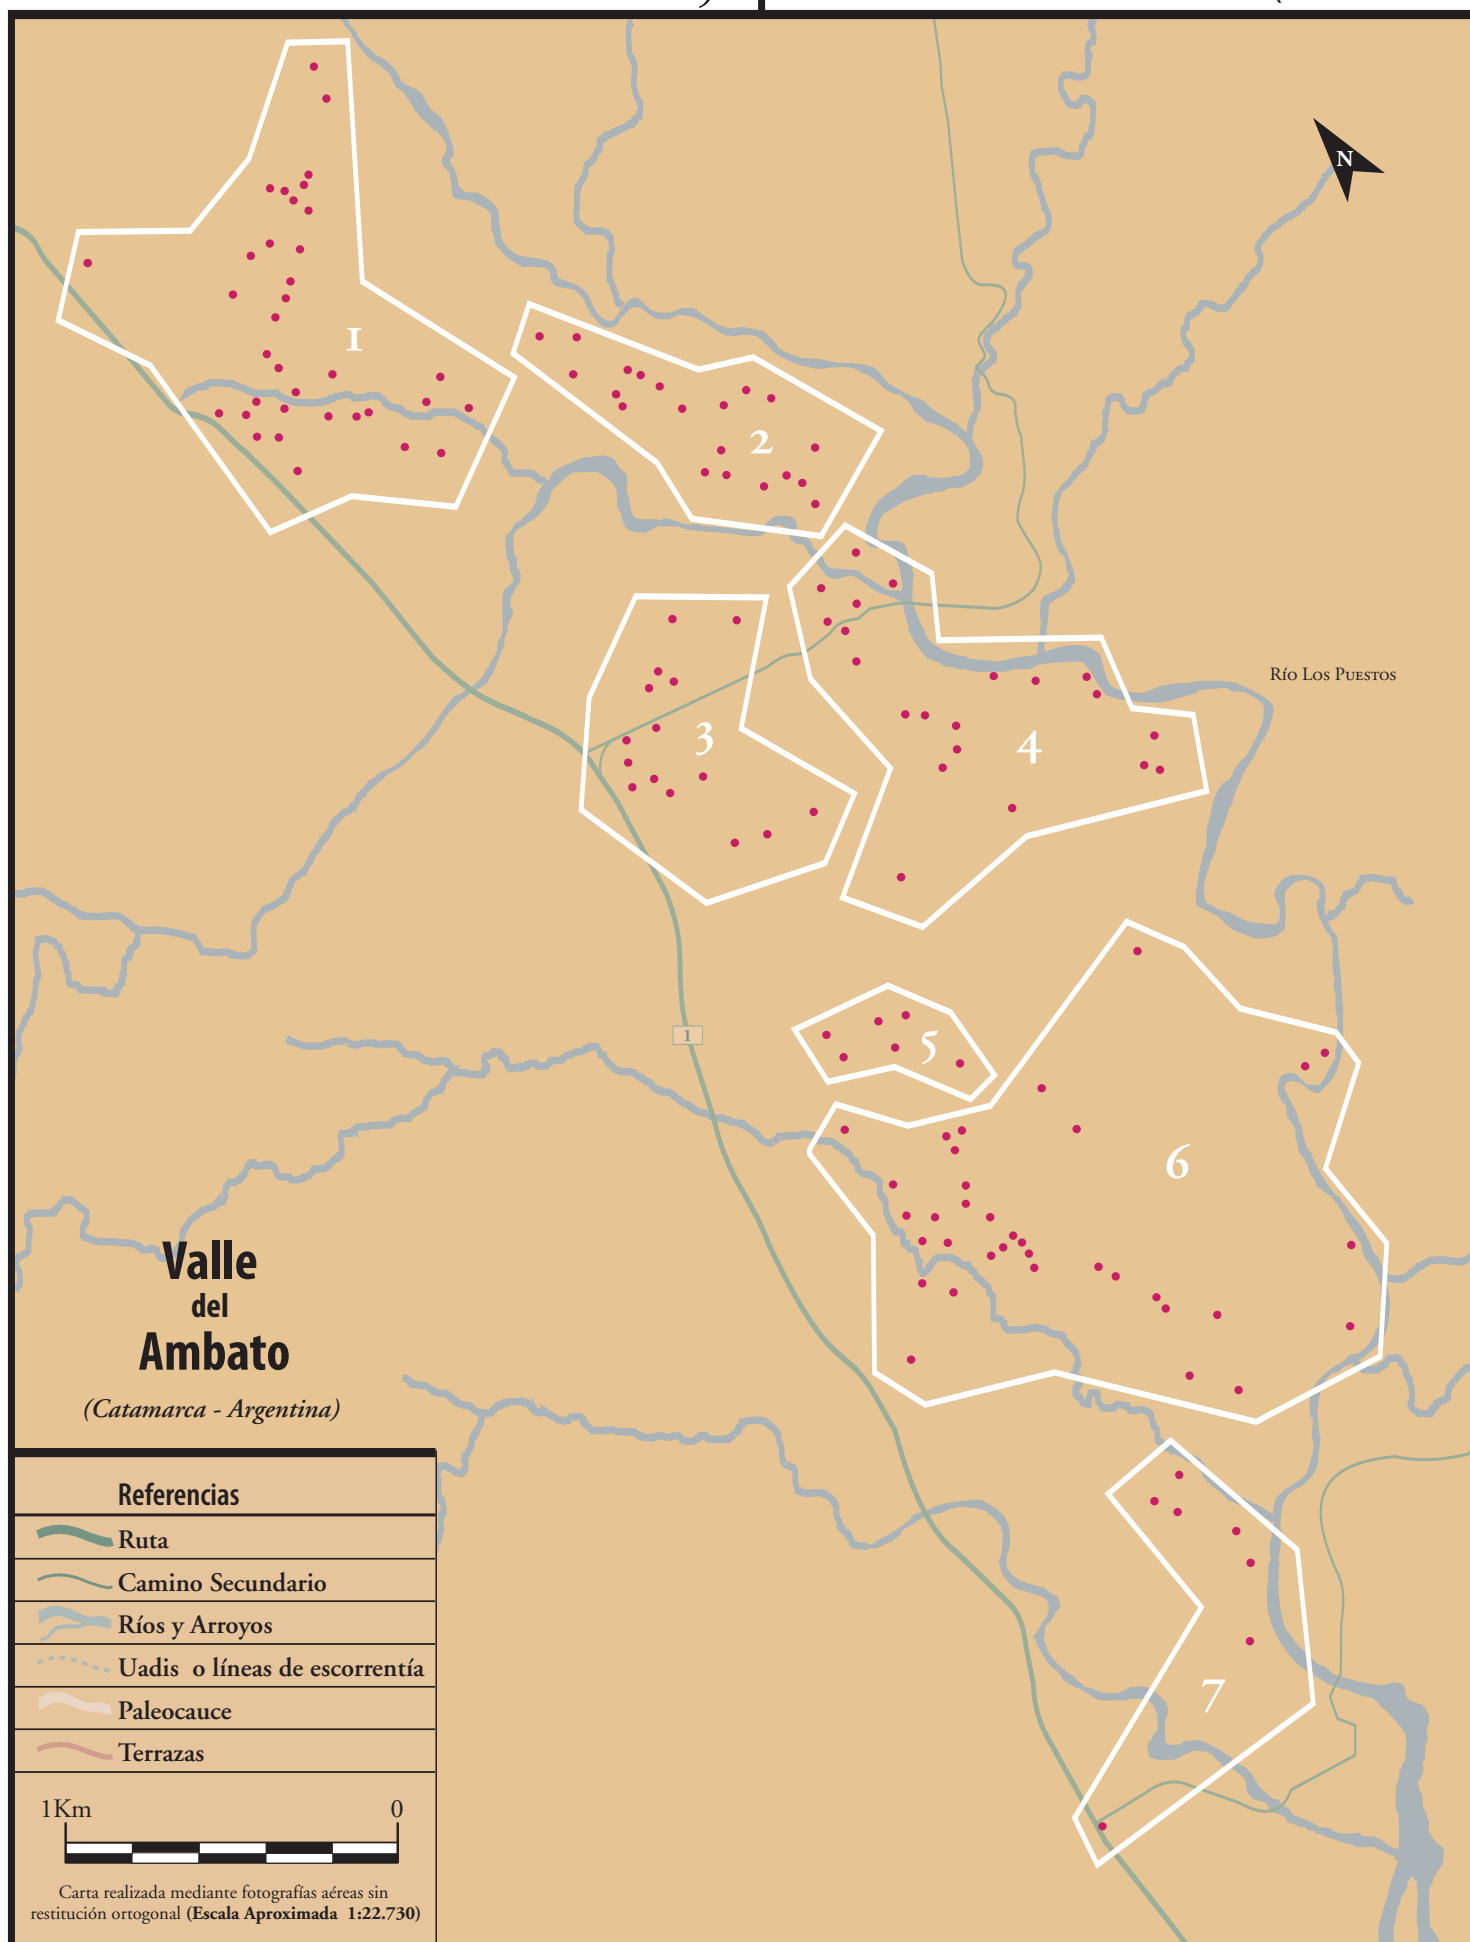 N
1
2
3
Río Los Puestos
4
1
5
6
7
Valle
del
Ambato
(Catamarca - Argentina)
Referencias
Ruta
Camino Secundario
Ríos y Arroyos
Uadis o líneas de escorrentía
Paleocauce
Terrazas
1Km 0
Carta realizada mediante fotografías aéreas sin
restitución ortogonal (Escala Aproximada 1:22.730)